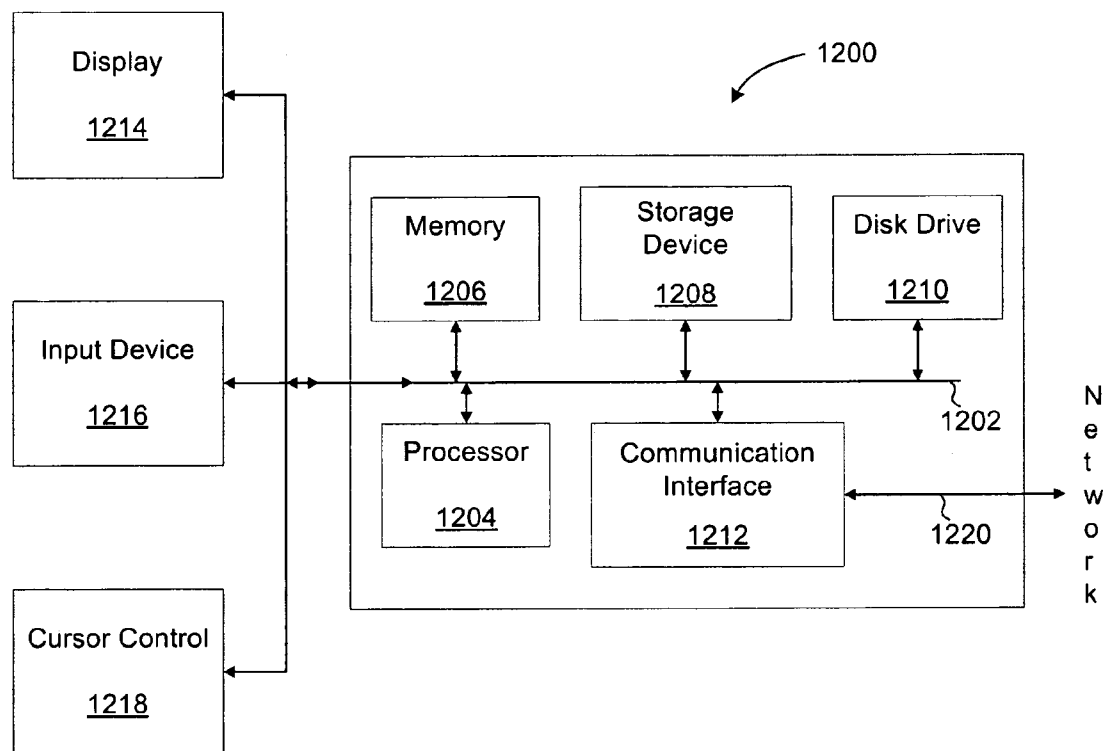 Display
1214
1200
Memory
1206
Storage
Device
1208
Disk Drive
1210
Input Device
1216
1202
Processor
1204
Communication
Interface
1212
1220
Network
Cursor Control
1218